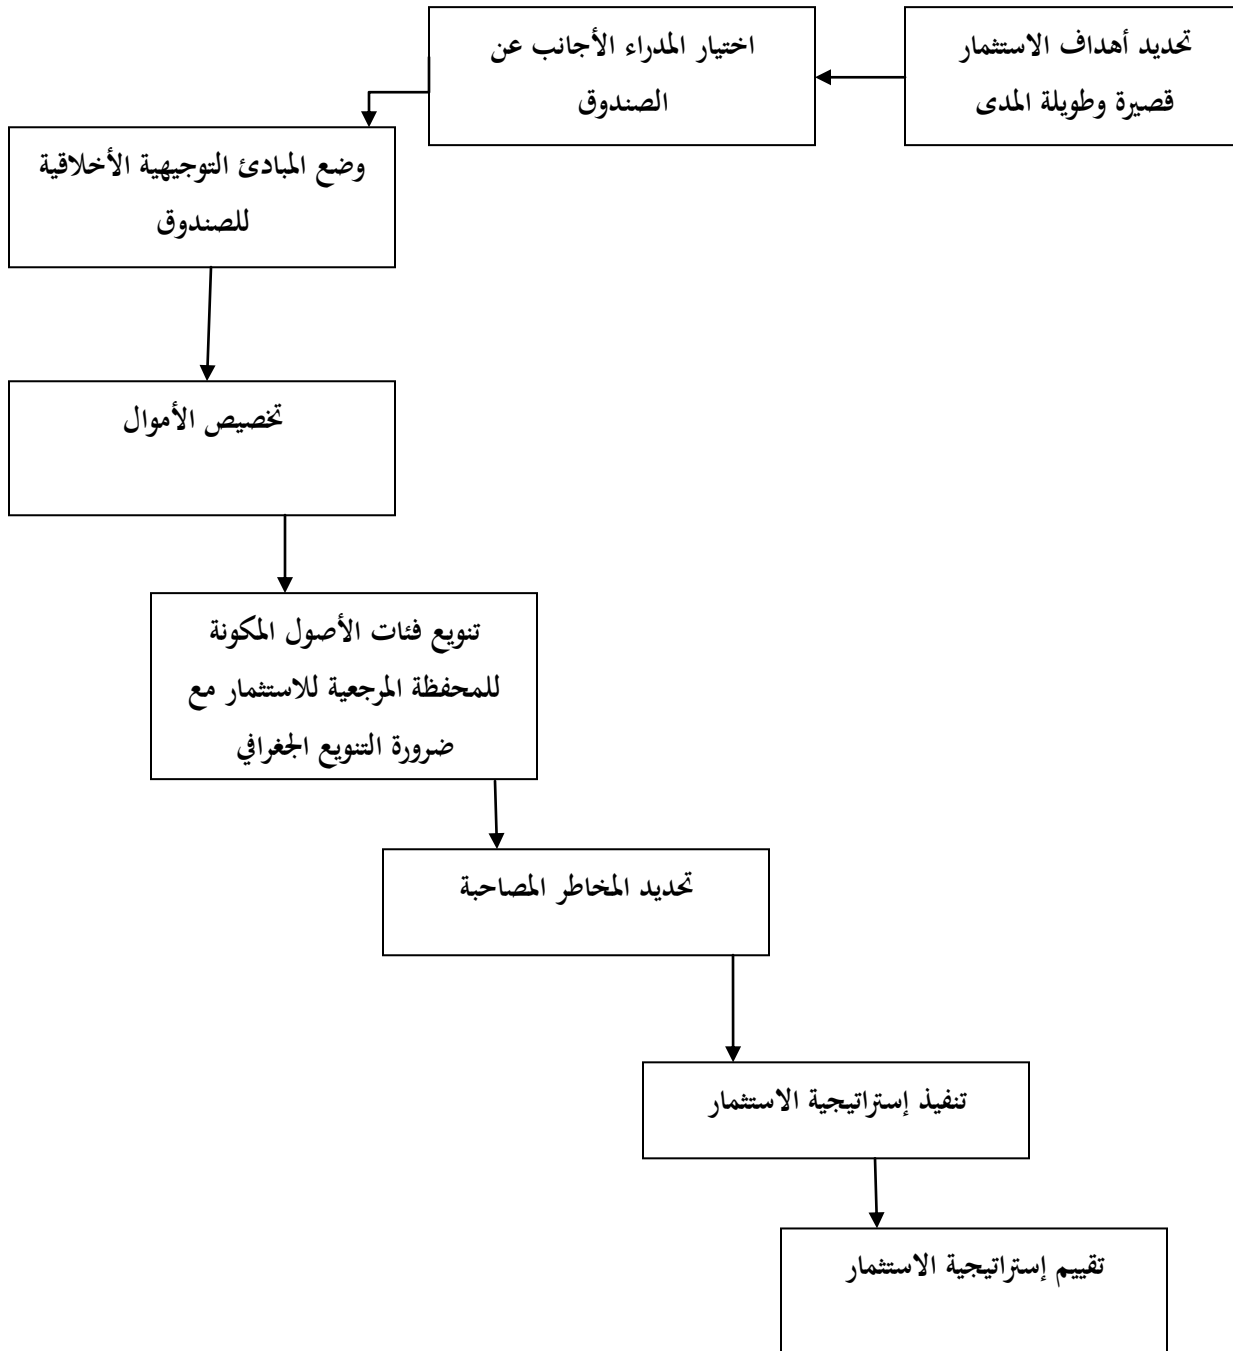 تحديد أهداف الاستثمار
قصيرة وطويلة المدى
اختيار المدراء الأجانب عن
الصندوق
وضع المبادئ التوجيهية الأخلاقية
للصندوق
تخصيص الأموال
تنويع فئات الأصول المكونة
للمحفظة المرجعية للاستثمار مع
ضرورة التنويع الجغرافي
تحديد المخاطر المصاحبة
تنفيذ إستراتيجية الاستثمار
تقييم إستراتيجية الاستثمار